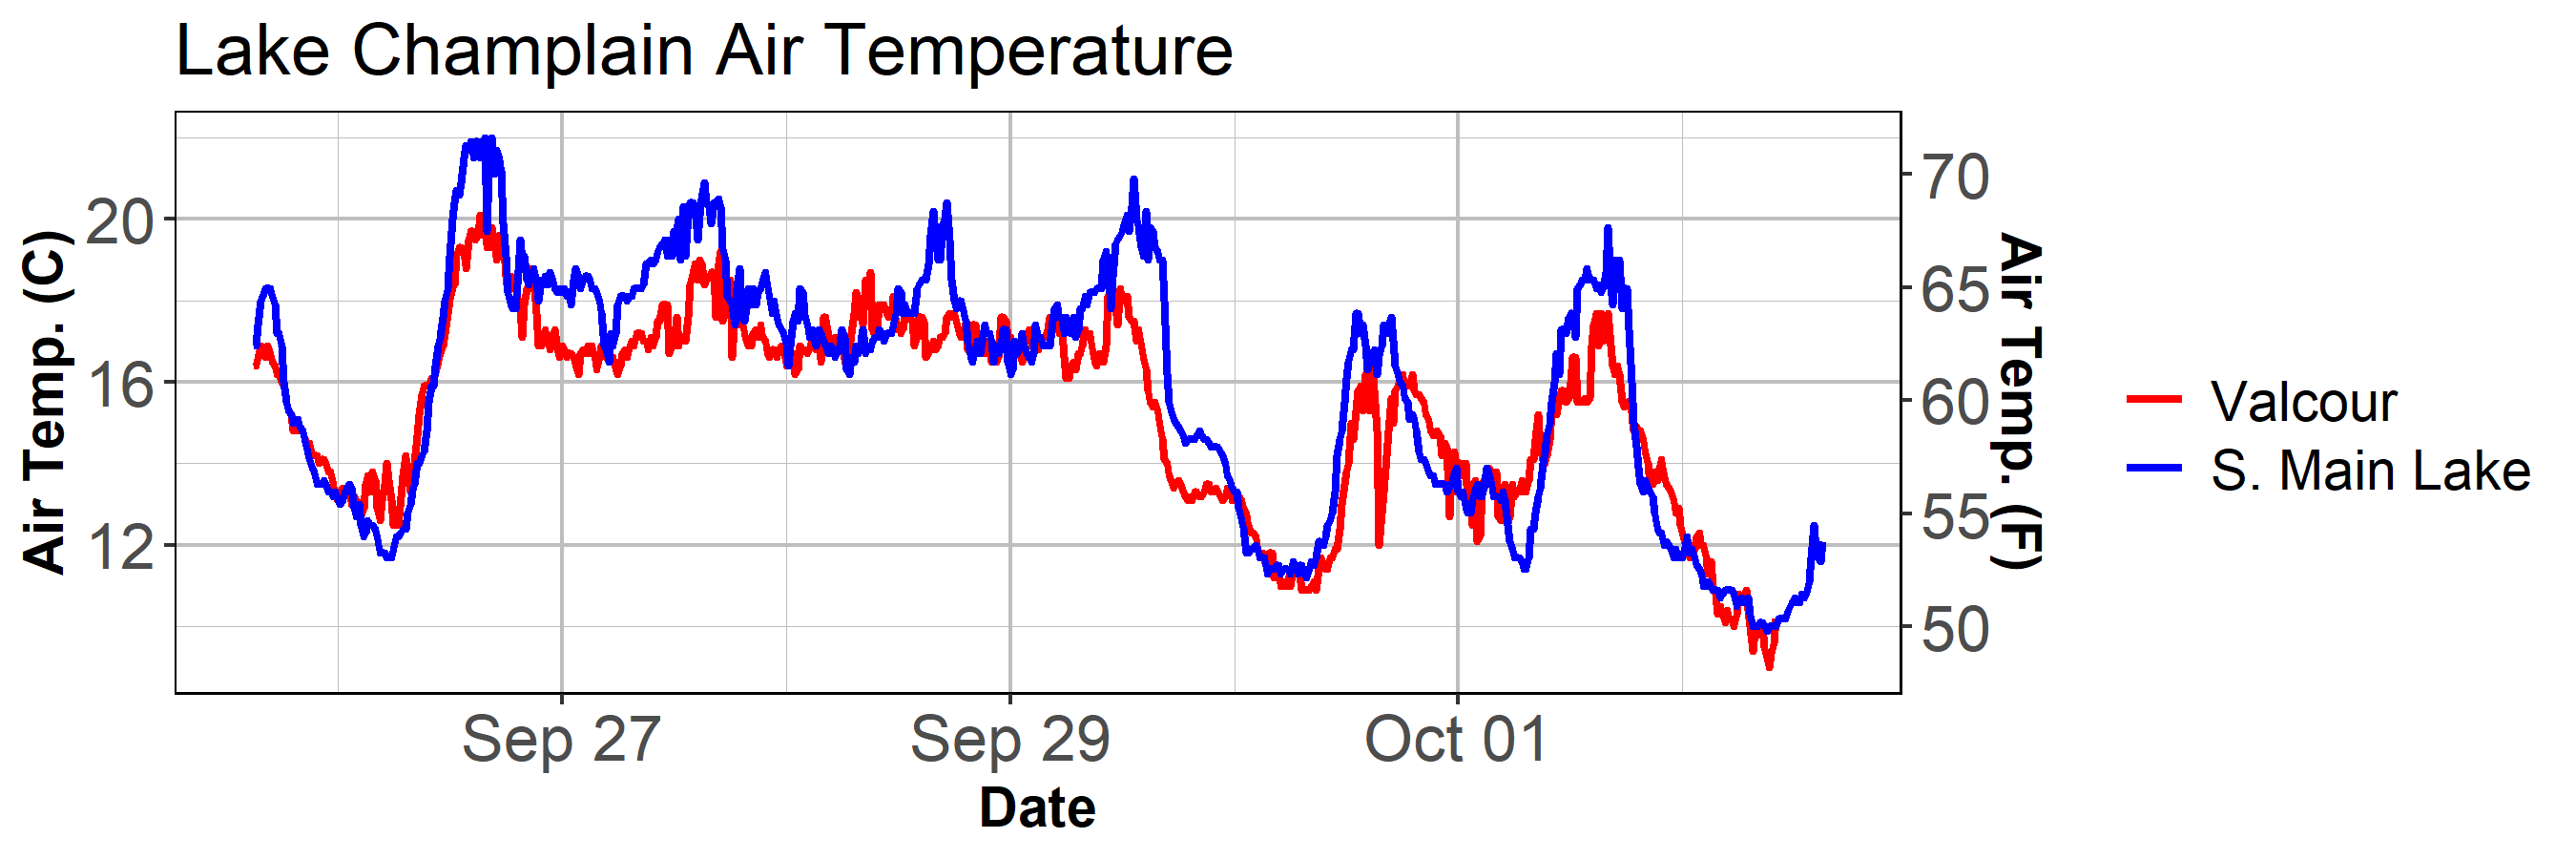 Lake Champlain Air Temperature
Air Temp. (C)
20
16
12
70
65
60
55
50
Air Temp. (F)
Sep 27
Sep 29
Oct 01
Date
Valcour
S. Main Lake